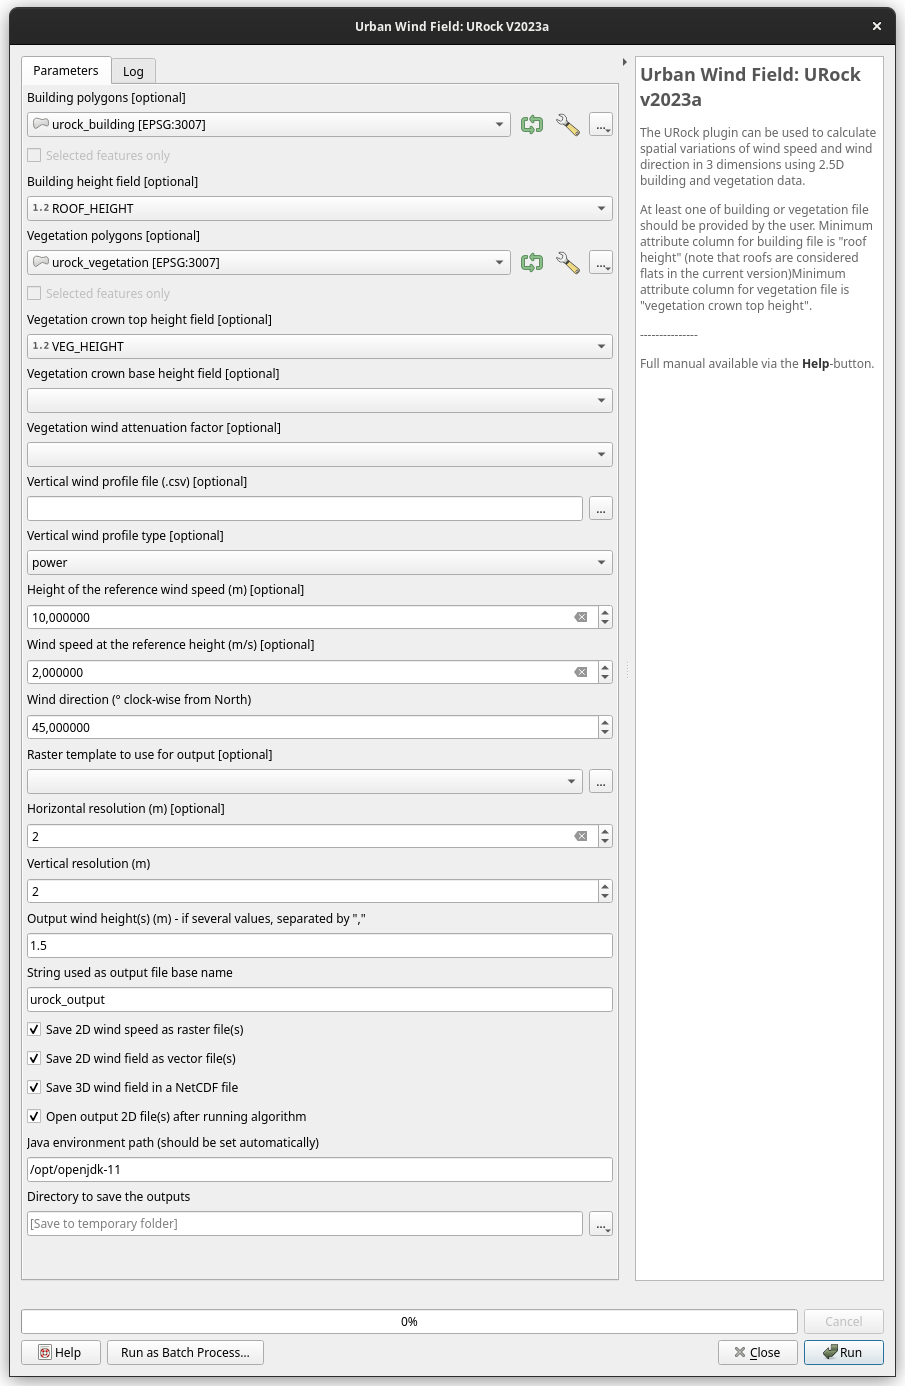 Urban Wind Field: URock V2023a
Parameters
Log
Building polygons [optional]
urock_building [EPSG:3007]
...
Selected features only
Building height field [optional]
1.2 ROOF_HEIGHT
Vegetation polygons [optional]
urock_vegetation [EPSG:3007]
...
Selected features only
Vegetation crown top height field [optional]
1.2 VEG_HEIGHT
Vegetation crown base height field [optional]
Vegetation wind attenuation factor [optional]
Vertical wind profile file (.csv) [optional]
...
Vertical wind profile type [optional]
power
Height of the reference wind speed (m) [optional]
10,000000
Wind speed at the reference height (m/s) [optional]
2,000000
Wind direction (° clock-wise from North)
45,000000
Raster template to use for output [optional]
...
Horizontal resolution (m) [optional]
2
Vertical resolution (m)
2
Output wind height(s) (m) - if several values, separated by ","
1.5
String used as output file base name
urock_output
Save 2D wind speed as raster file(s)
Save 2D wind field as vector file(s)
Save 3D wind field in a NetCDF file
Open output 2D file(s) after running algorithm
Java environment path (should be set automatically)
/opt/openjdk-11
Directory to save the outputs
[Save to temporary folder]
...
Urban Wind Field: URock
v2023a
The URock plugin can be used to calculate
spatial variations of wind speed and wind
direction in 3 dimensions using 2.5D
building and vegetation data.
At least one of building or vegetation file
should be provided by the user. Minimum
attribute column for building file is "roof
height" (note that roofs are considered
flats in the current version)Minimum
attribute column for vegetation file is
"vegetation crown top height".
---------------
Full manual available via the Help-button.
0%
Cancel
Help
Run as Batch Process...
Close
Run